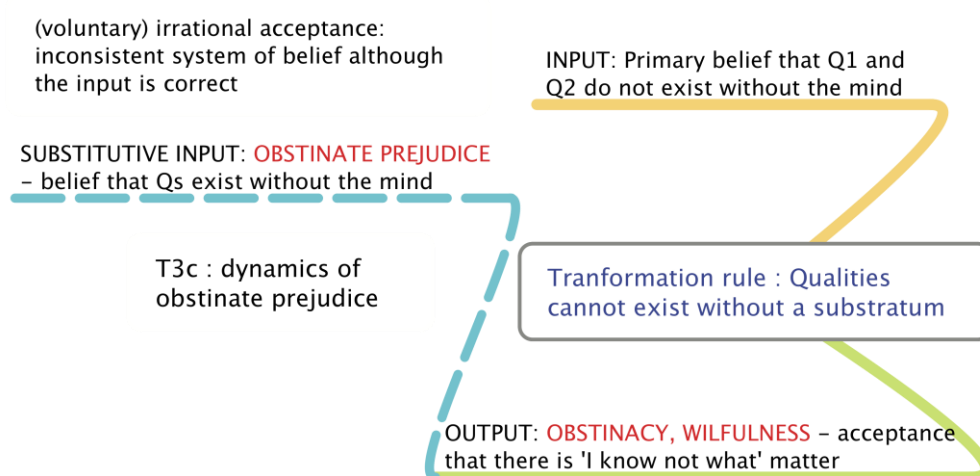 (voluntary) irrational acceptance:
inconsistent system of belief although
the input is correct
INPUT: Primary belief that Q1 and
Q2 do not exist without the mind
SUBSTITUTIVE INPUT: OBSTINATE PREJUDICE
– belief that Qs exist without the mind
T3c : dynamics of
obstinate prejudice
Tranformation rule : Qualities
cannot exist without a substratum
OUTPUT: OBSTINACY, WILFULNESS – acceptance
that there is 'I know not what' matter